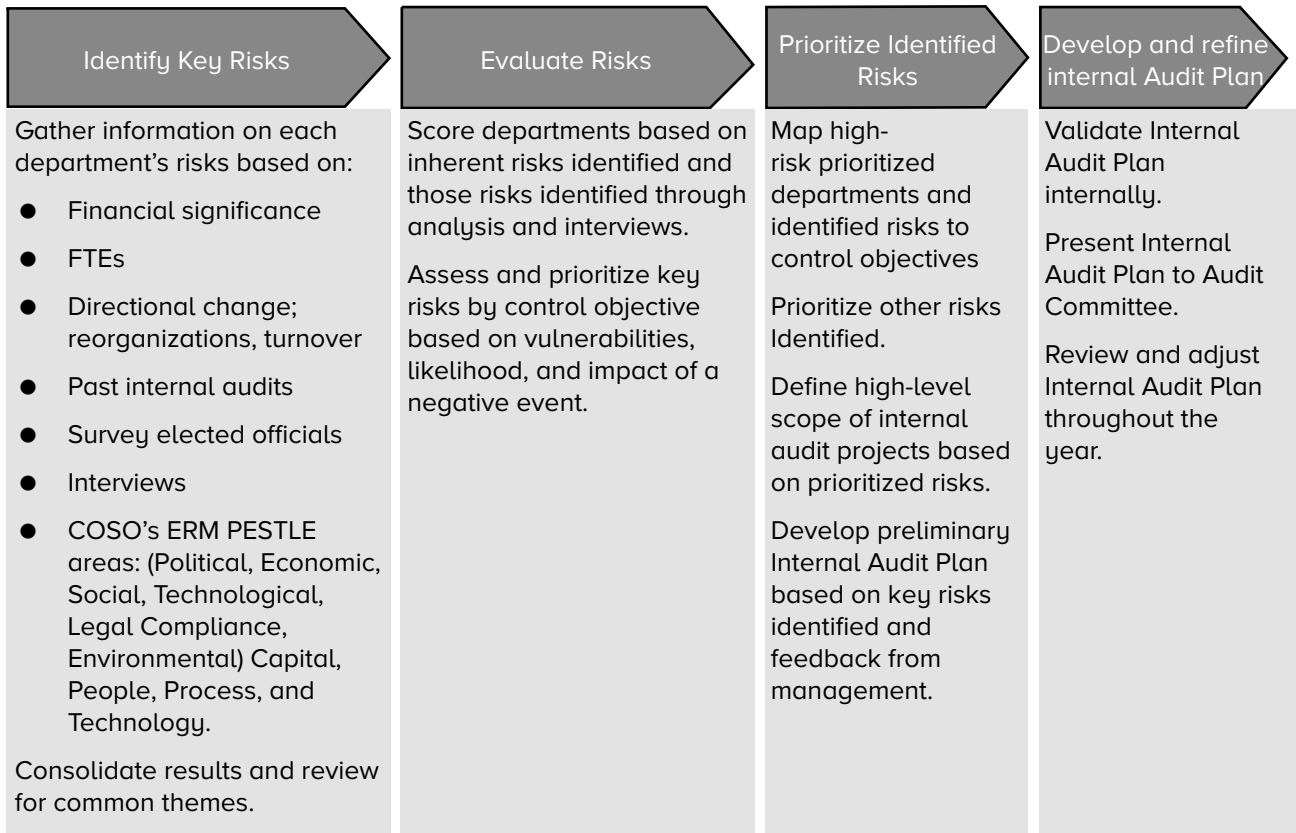 Identify Key Risks
Gather information on each
department's risks based on:
● Financial significance
● FTEs
● Directional change;
reorganizations, turnover
● Past internal audits
● Survey elected officials
● Interviews
● COSO's ERM PESTLE
areas: (Political, Economic,
Social, Technological,
Legal Compliance,
Environmental) Capital,
People, Process, and
Technology.
Consolidate results and review
for common themes.
Evaluate Risks
Score departments based on
inherent risks identified and
those risks identified through
analysis and interviews.
Assess and prioritize key
risks by control objective
based on vulnerabilities,
likelihood, and impact of a
negative event.
Prioritize Identified
Risks
Map high-
risk prioritized
departments and
identified risks to
control objectives
Prioritize other risks
Identified.
Define high-level
scope of internal
audit projects based
on prioritized risks.
Develop preliminary
Internal Audit Plan
based on key risks
identified and
feedback from
management.
Develop and refine
internal Audit Plan
Validate Internal
Audit Plan
internally.
Present Internal
Audit Plan to Audit
Committee.
Review and adjust
Internal Audit Plan
throughout the
year.